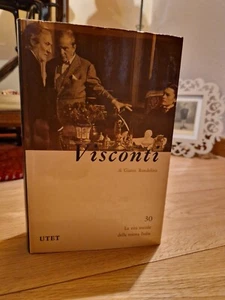 Visconti
di Gianni Rondolino
30
La vita sociale
della nuova Italia
UTET